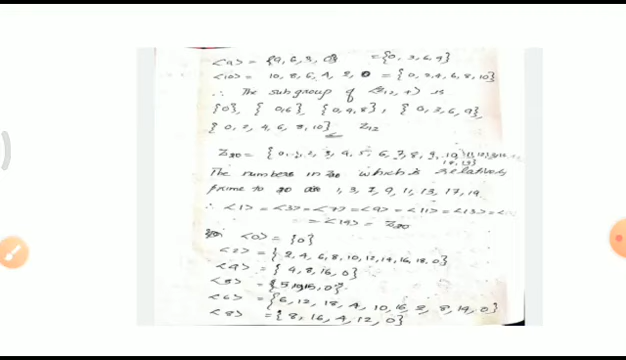 <9> = {9, 6, 3, 0} = {0, 3, 6, 9}
<10> = 10, 8, 6, 4, 2, 0 = {0, 2, 4, 6, 8, 10}
∴ The subgroup of <Z12, +> is
{0}, { 0,6}, {0, 4, 8}, {0, 3, 6, 9}
{ 0, 2, 4, 6, 8, 10} Z12
Z20 = {0, 1, 2, 3, 4, 5, 6, 7, 8, 9, 10
The numbers in Z20 which is relatively
prime to 20 are 1, 3, 7, 9, 11, 13, 17, 19
∴ <1> = <3> = <7> = <9> = <11> = <13> =
= <19> = Z20
<0> = {0}
<2> = {2, 4, 6, 8, 10, 12, 14, 16, 18, 0}
<4> = { 4, 8, 16, 0}
<5> = {5, 10, 15, 0}
<6> = {6, 12, 18, 4, 10, 16, 2, 8, 14, 0}
<8> = {8, 16, 4, 12, 0}